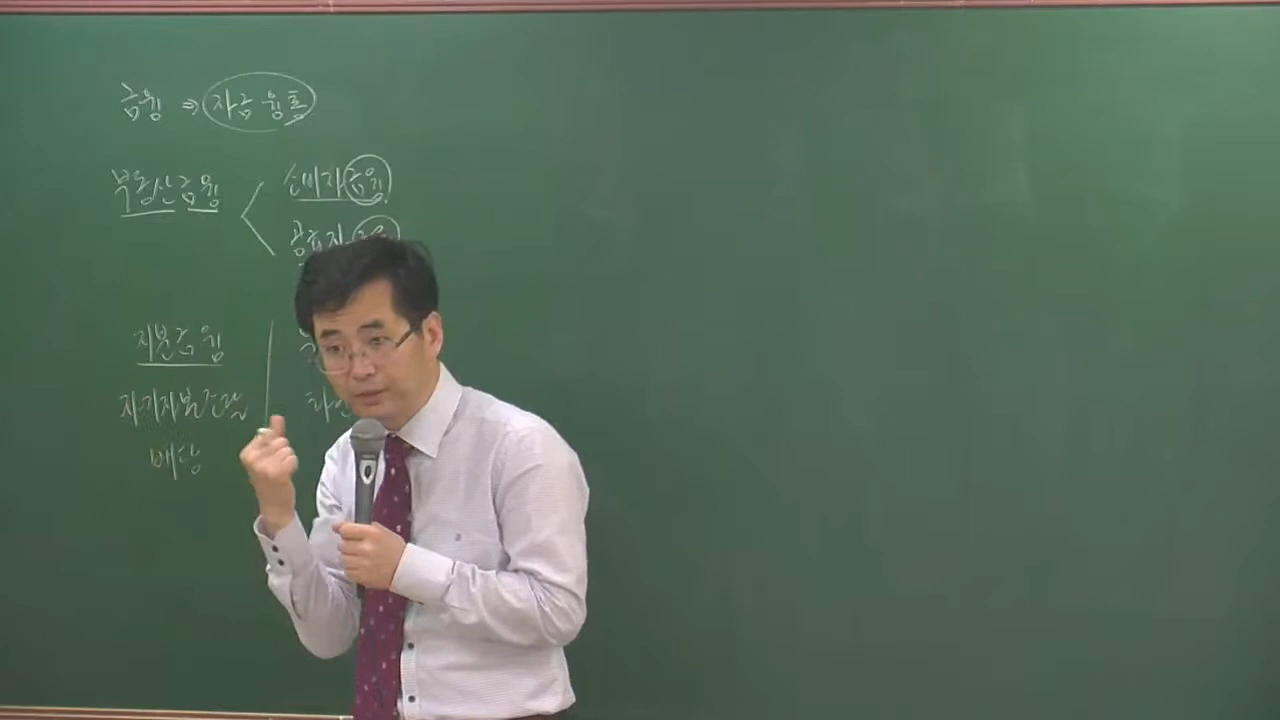 금융 ⇒ 자금 융통
부동산금융 < 소비자금융
공급자금융
지분금융
자기자본조달
배당